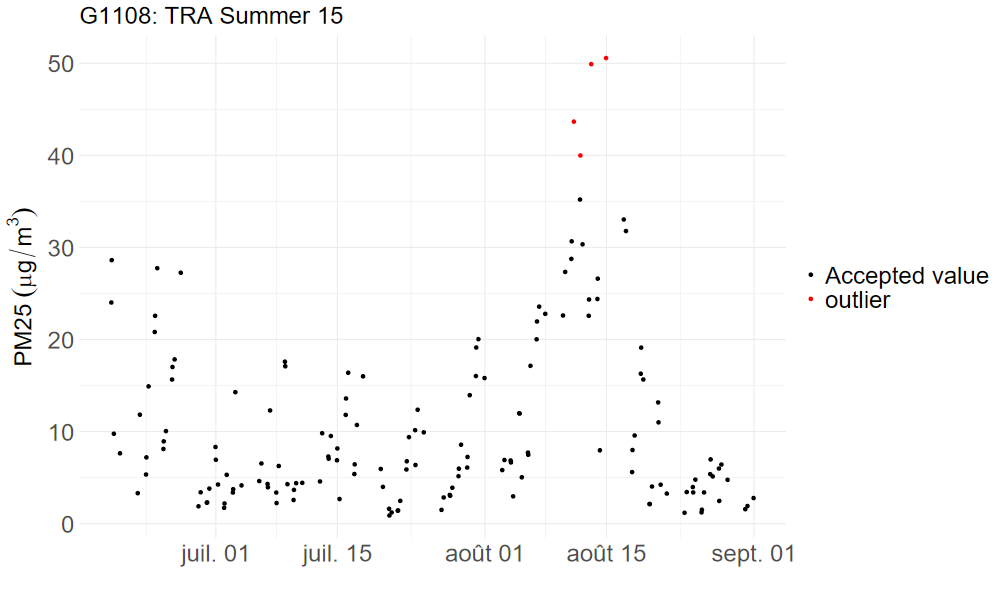 G1108: TRA Summer 15
PM25 (μg/m³)
50
40
30
20
10
0
juil. 01 juil. 15 août 01 août 15 sept. 01
Accepted value
outlier